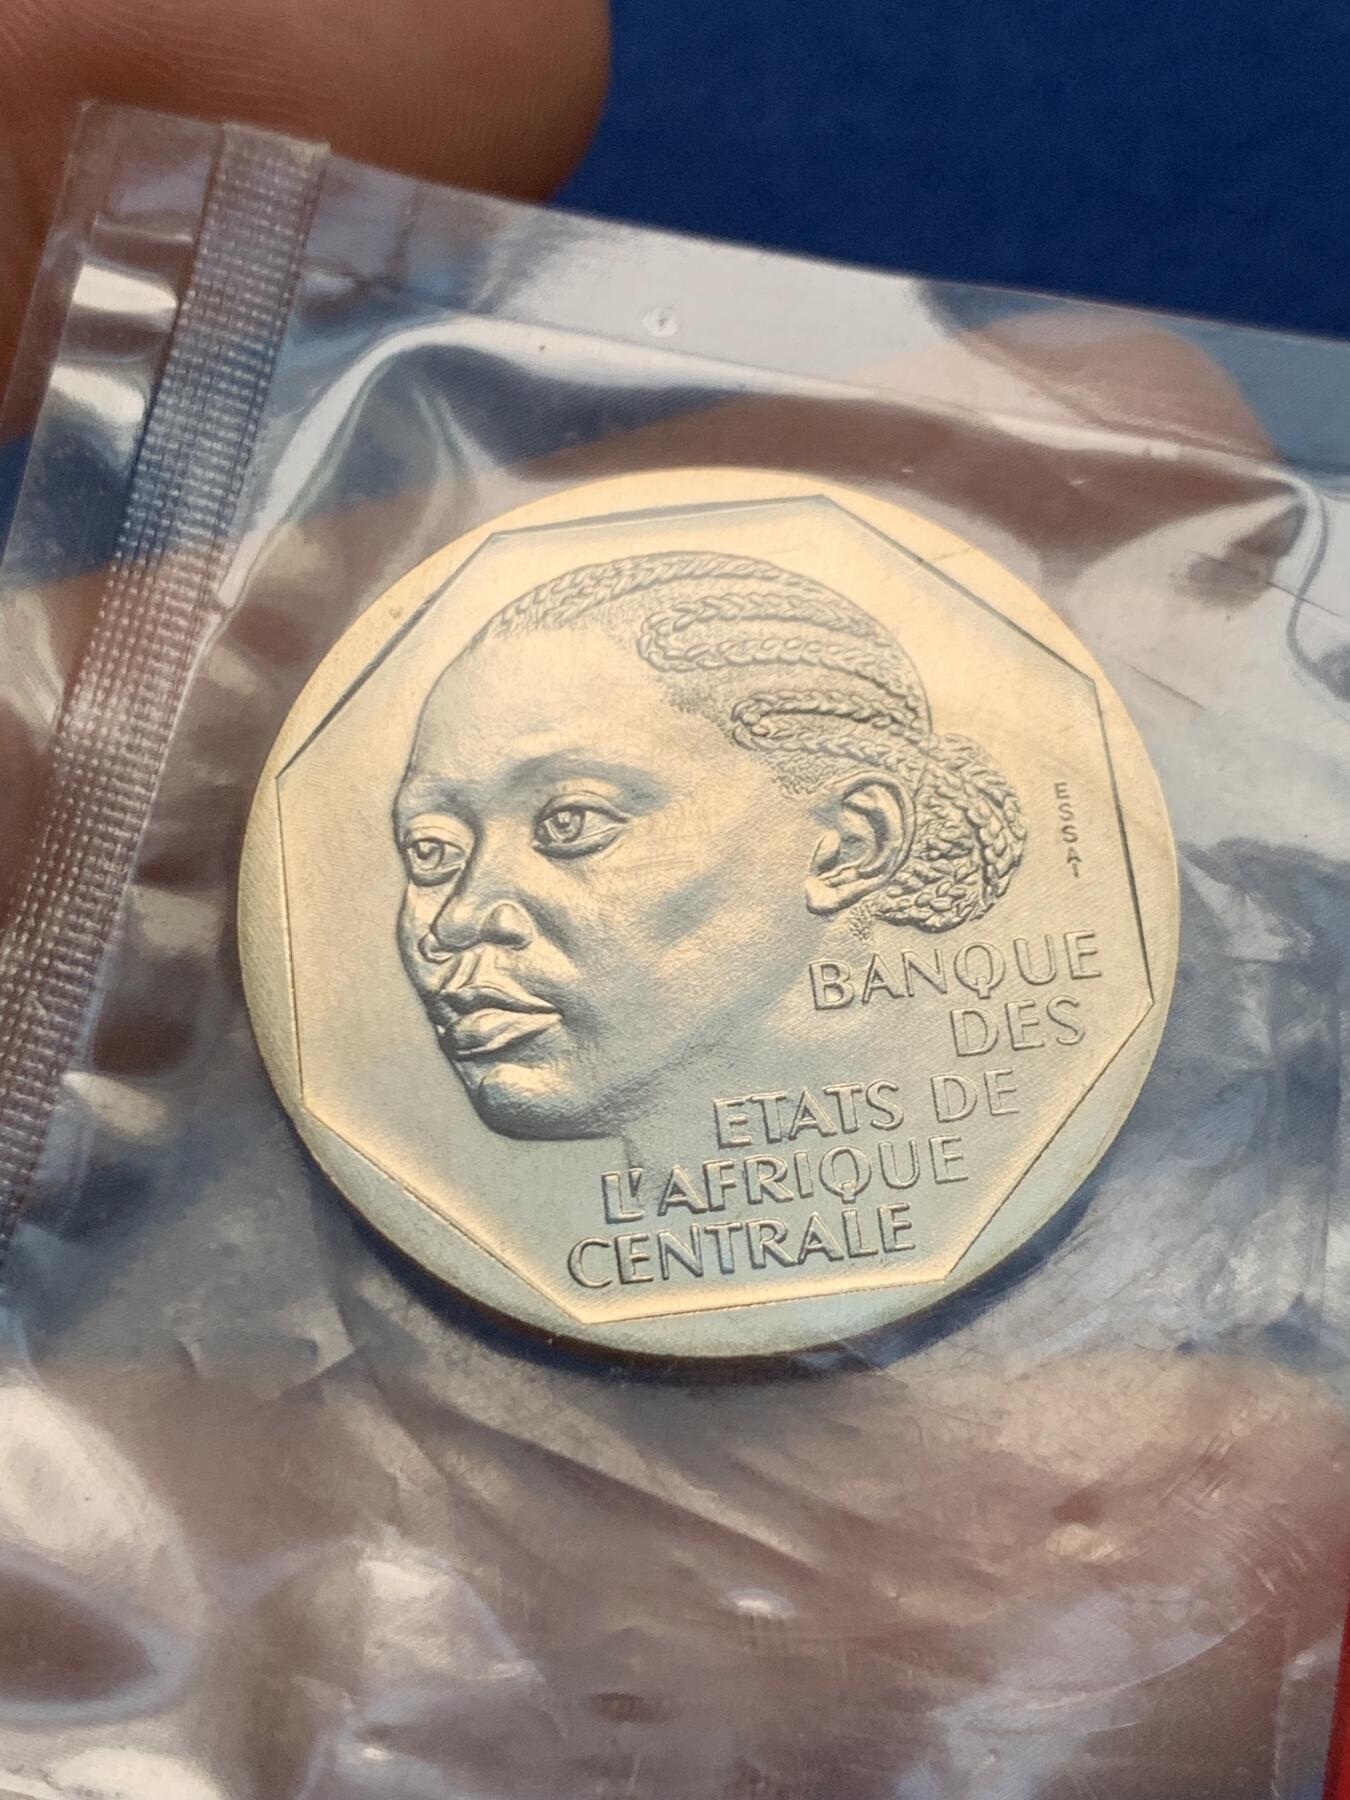 ESSAI
BANQUE
DES
ETATS DE
L'AFRIQUE
CENTRALE